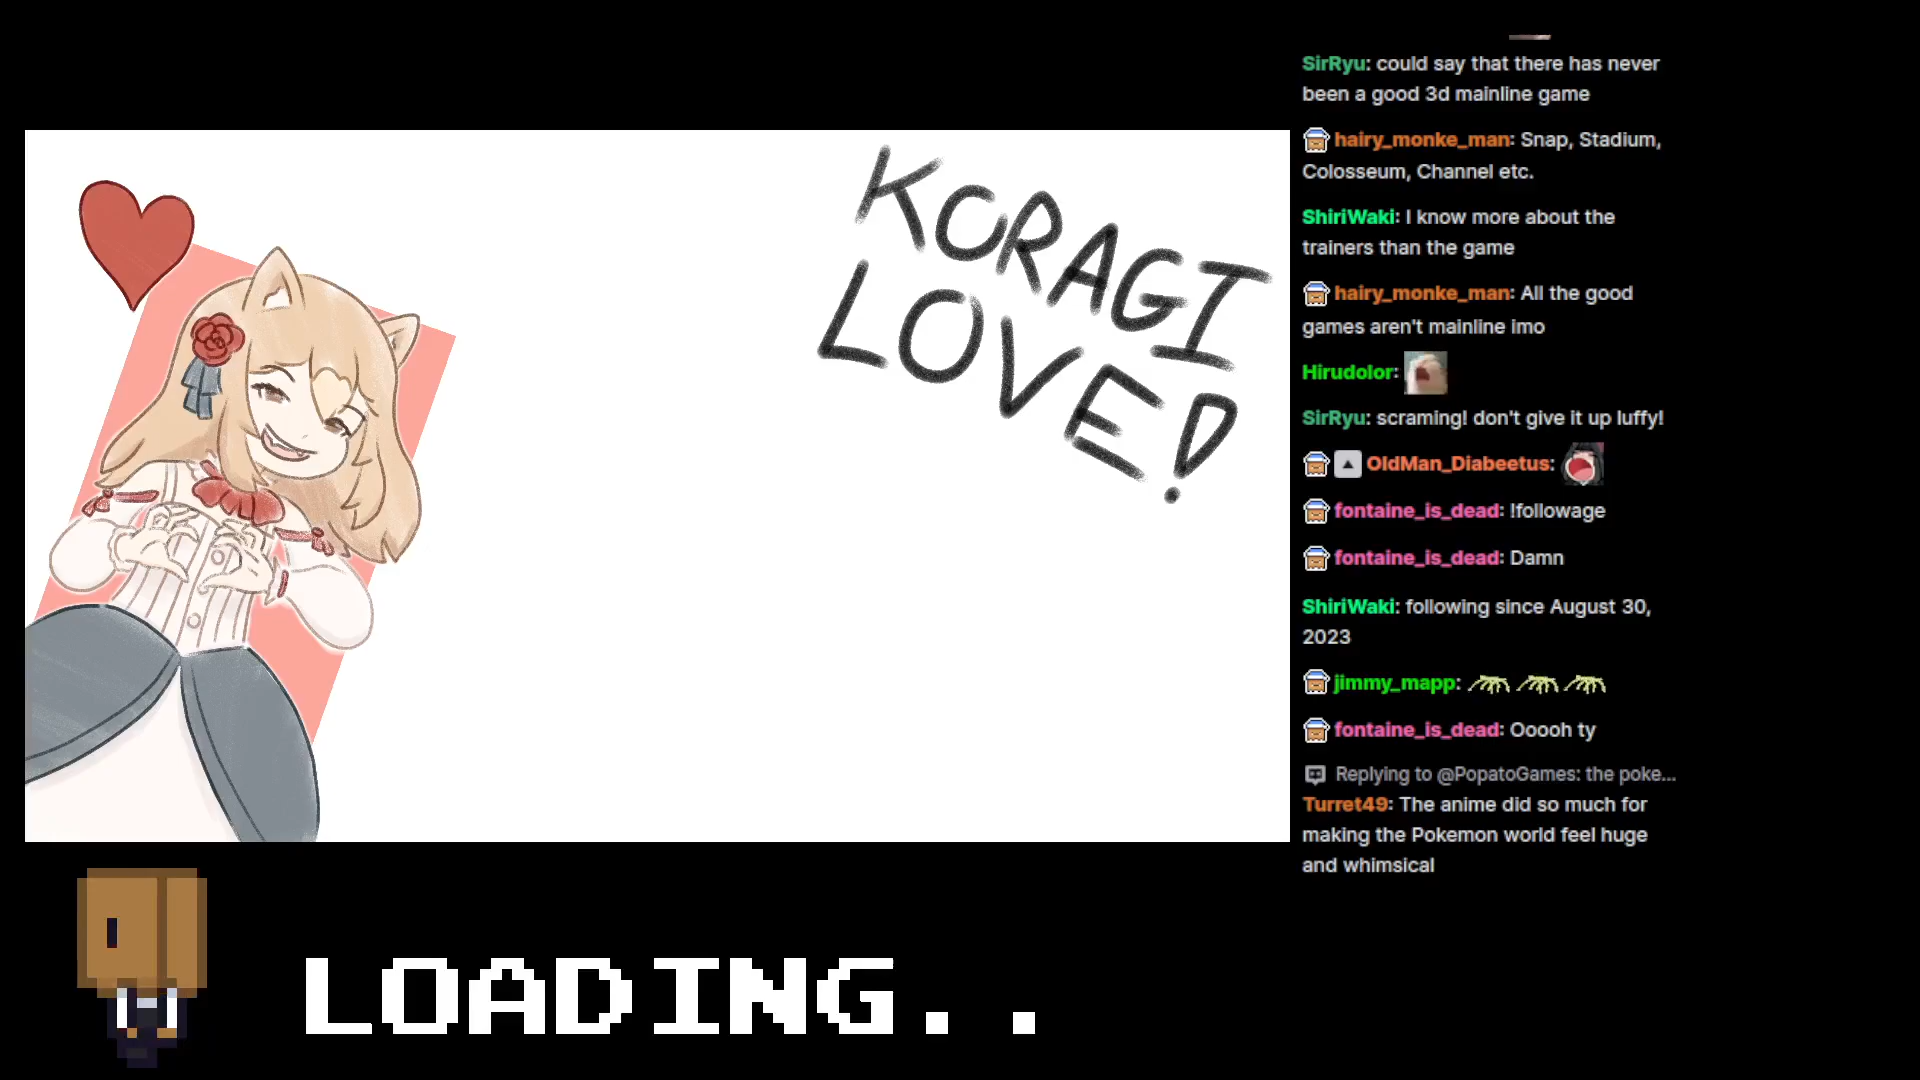 KORAGI
LOVE!
SirRyu: could say that there has never
been a good 3d mainline game
hairy_monke_man: Snap, Stadium,
Colosseum, Channel etc.
ShiriWaki: I know more about the
trainers than the game
hairy_monke_man: All the good
games aren't mainline imo
Hirudolor:
SirRyu: scraming! don't give it up luffy!
OldMan_Diabeetus:
fontaine_is_dead: !followage
fontaine_is_dead: Damn
ShiriWaki: following since August 30,
2023
jimmy_mapp:
fontaine_is_dead: Ooooh ty
Replying to @PopatoGames: the poke...
Turret49: The anime did so much for
making the Pokemon world feel huge
and whimsical
LOADING..